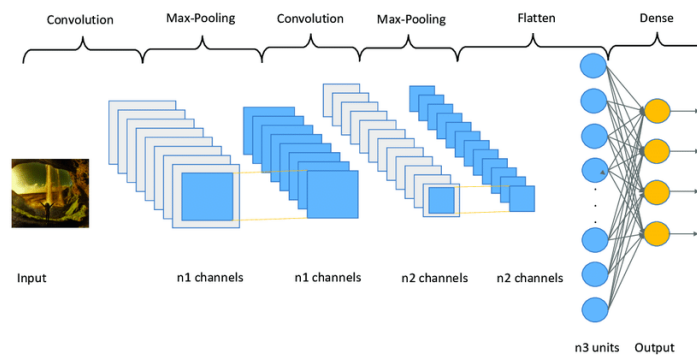 Convolution Max-Pooling Convolution Max-Pooling Flatten Dense
Input n1 channels n1 channels n2 channels n2 channels
n3 units Output